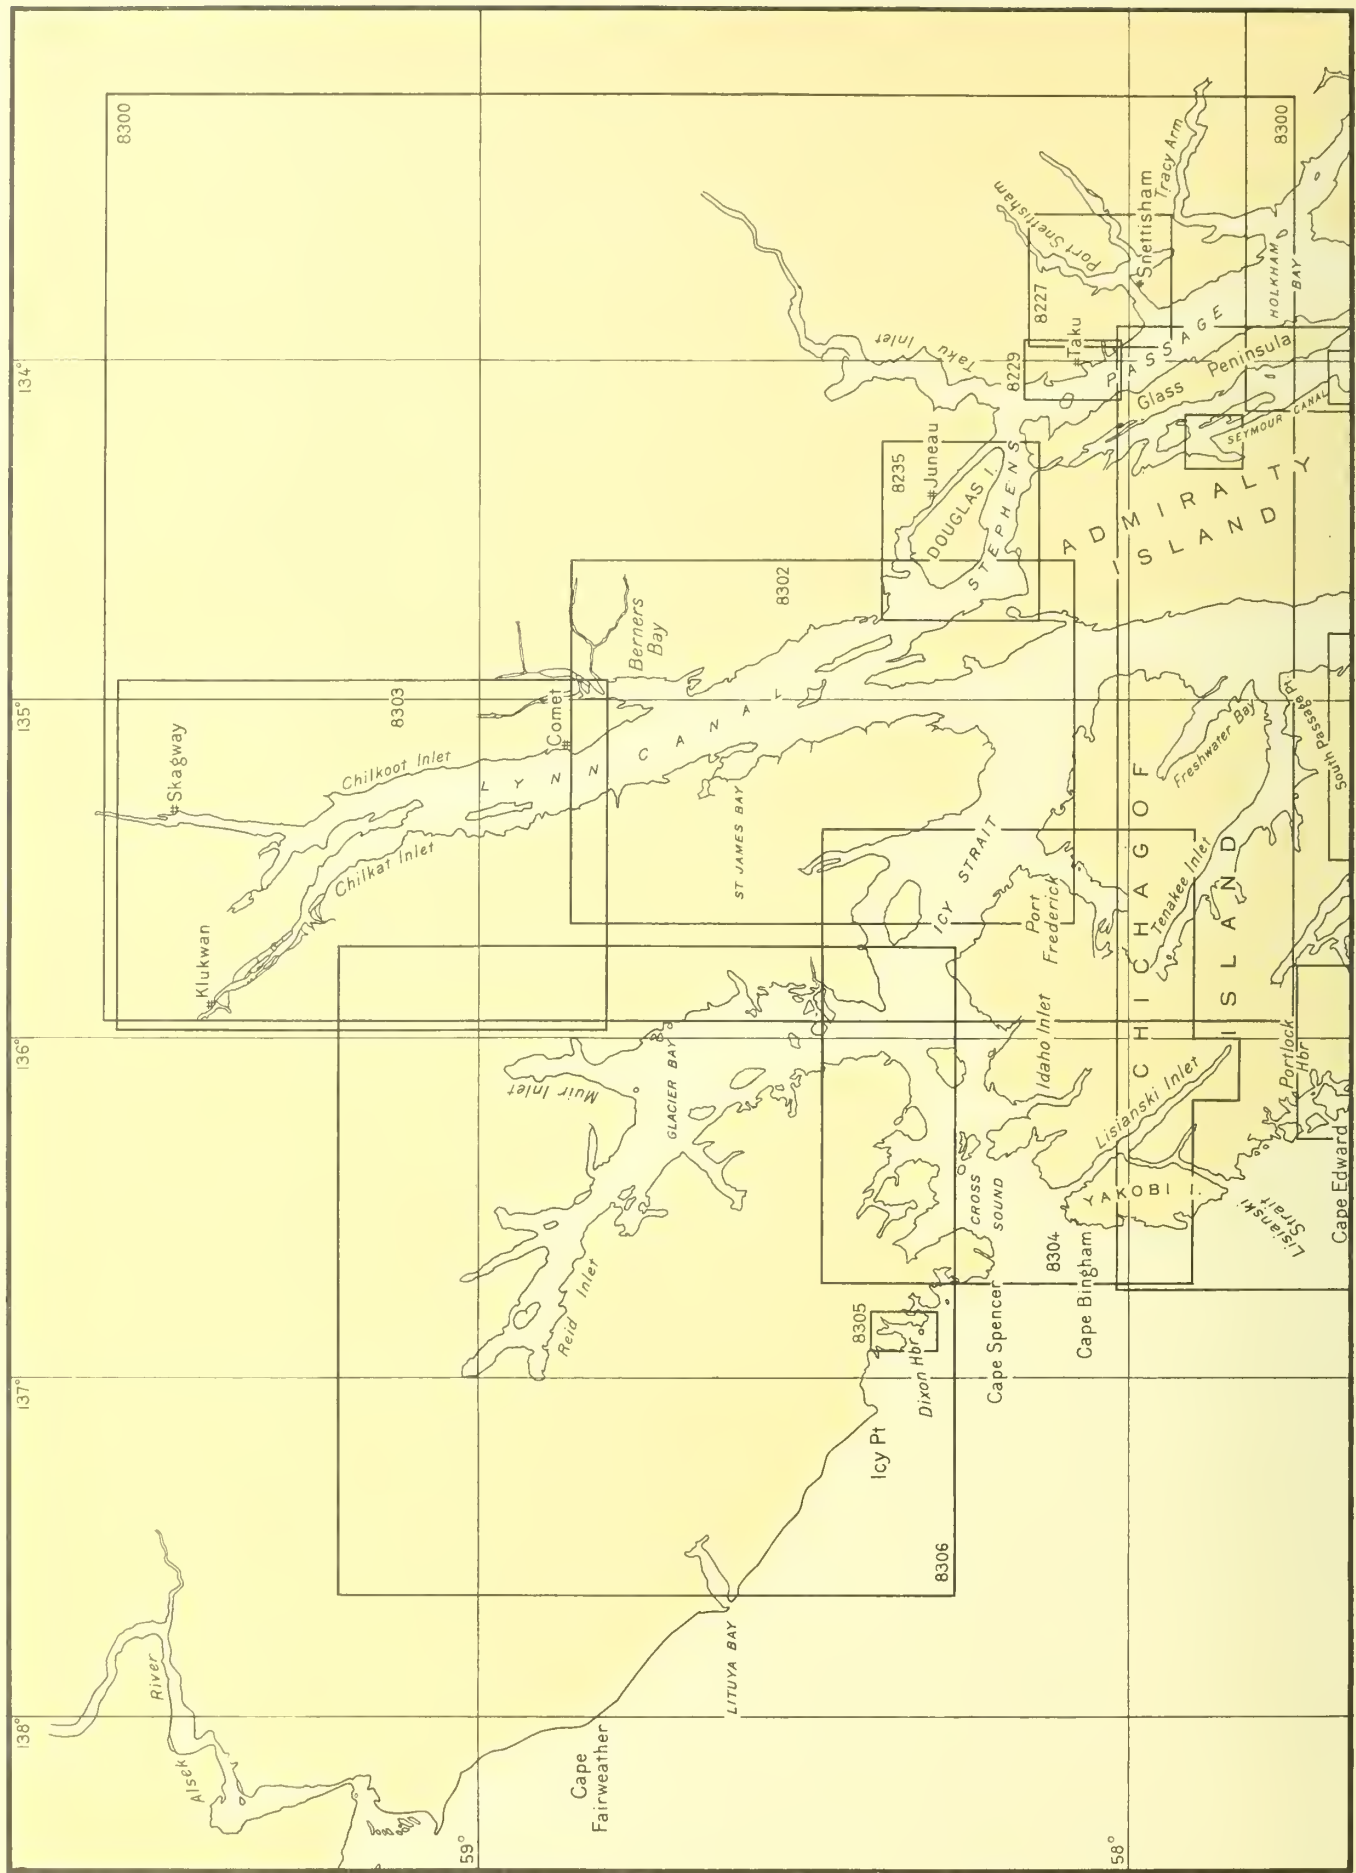 138°
137°
136°
135°
134°
8300
Alsek
River
Klukwan
Skagway
8303
Chilkoot Inlet
Chilkat Inlet
59°
Comet
LYNN CANAL
Berners
Bay
8302
Muir Inlet
GLACIER BAY
Reid Inlet
ST JAMES BAY
Cape
Fairweather
LITUYA BAY
8306
Icy Pt
8305
Dixon Hbr
Cape Spencer
CROSS
SOUND
8304
Cape Bingham
Idaho Inlet
ICY STRAIT
Port
Frederick
8235
Juneau
DOUGLAS I.
STEPHENS
PASSAGE
Taku
Inlet
8229
Taku
8227
Port Snettisham
Snettisham
Tracy Arm
58°
YAKOBI I.
Lisianski Inlet
CHICHAGOF
ISLAND
Tenakee Inlet
Freshwater Bay
ADMIRALTY
ISLAND
Glass Peninsula
SEYMOUR CANAL
HOLKHAM
BAY
8300
Lisianski
Strait
Portlock
Hbr
Cape Edward
South Passage Pt